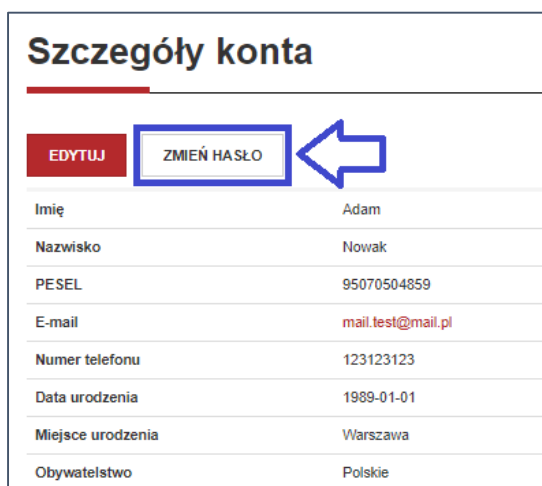 Szczegóły konta
EDYTUJ ZMIEŃ HASŁO
Imię Adam
Nazwisko Nowak
PESEL 95070504859
E-mail mail.test@mail.pl
Numer telefonu 123123123
Data urodzenia 1989-01-01
Miejsce urodzenia Warszawa
Obywatelstwo Polskie